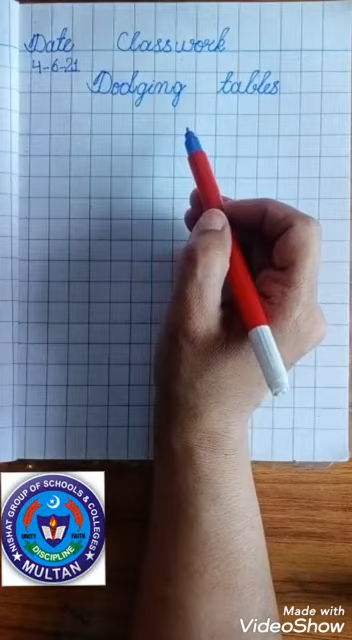 Date Classwork
4-6-21
Dodging tables
NISHAT GROUP OF SCHOOLS & COLLEGES
UNITY FAITH
DISCIPLINE
★ MULTAN ★
Made with
VideoShow